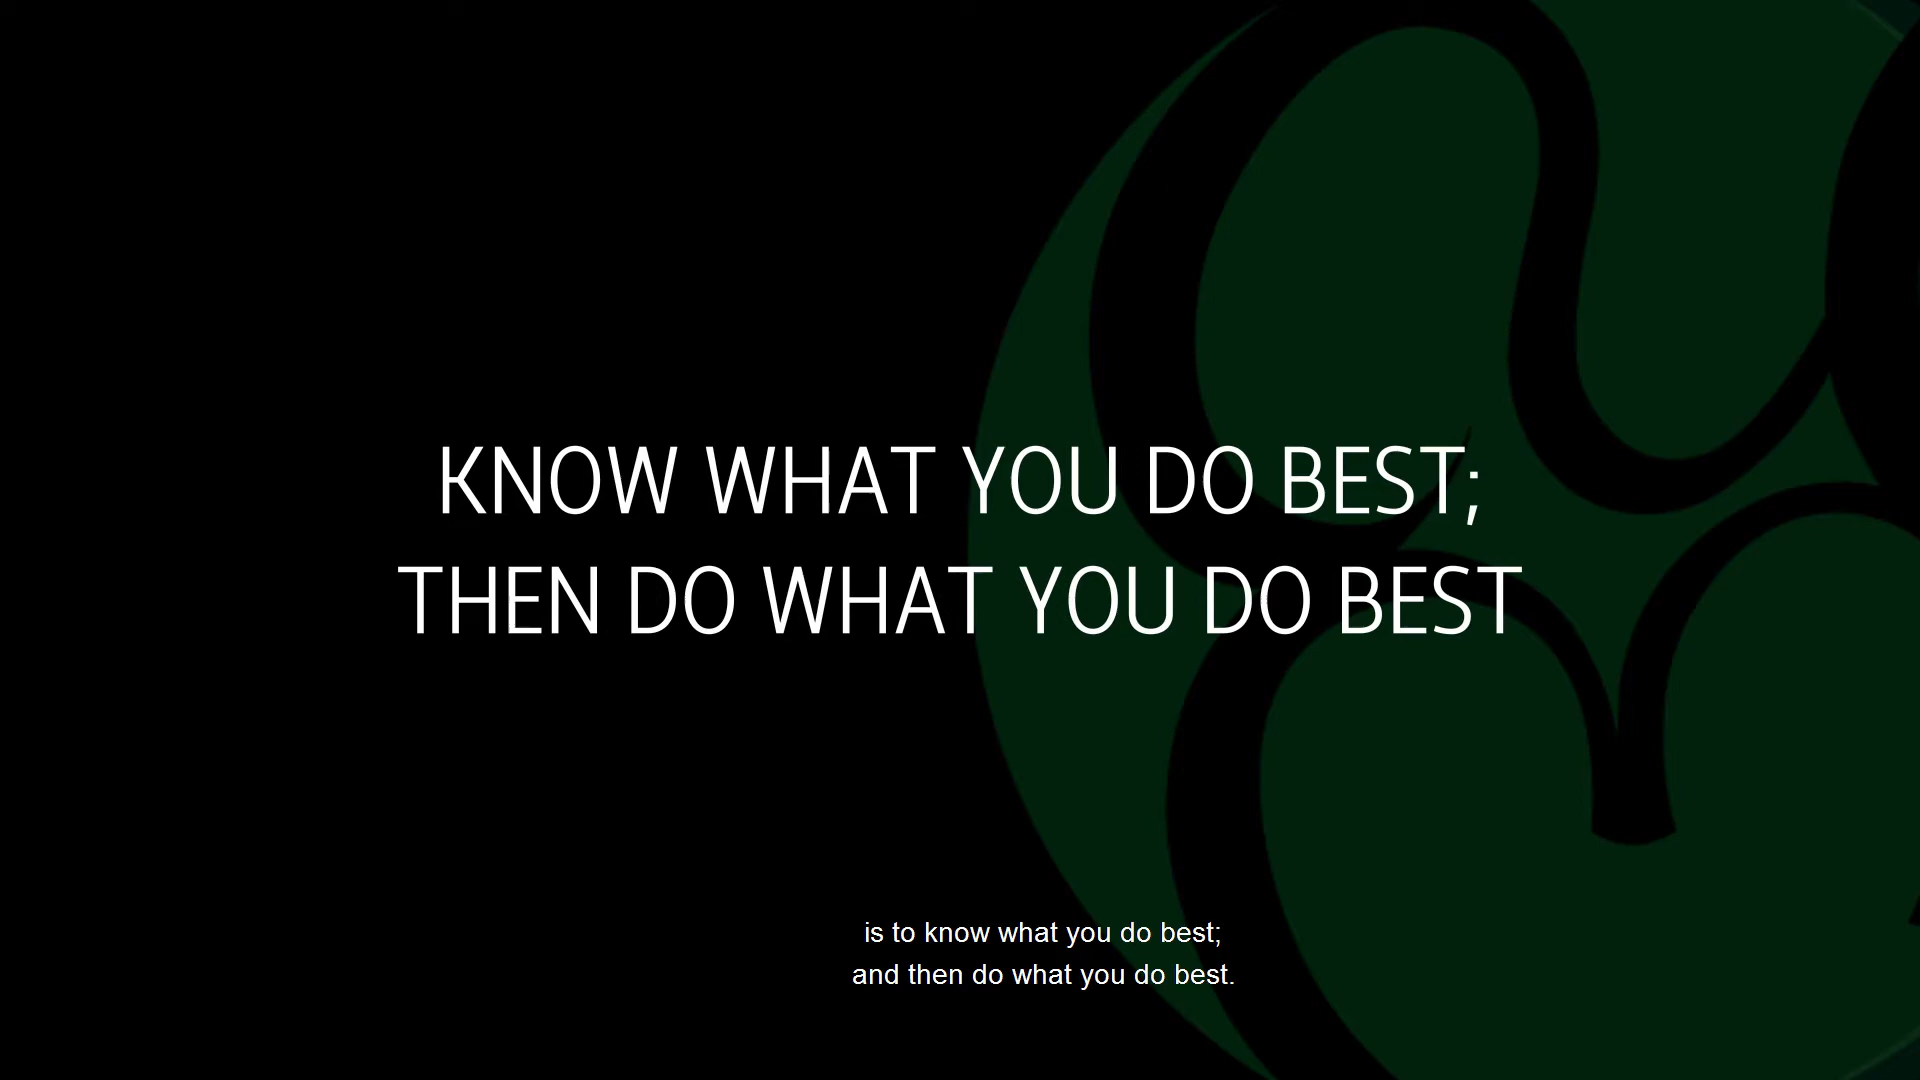 KNOW WHAT YOU DO BEST;
THEN DO WHAT YOU DO BEST
is to know what you do best;
and then do what you do best.